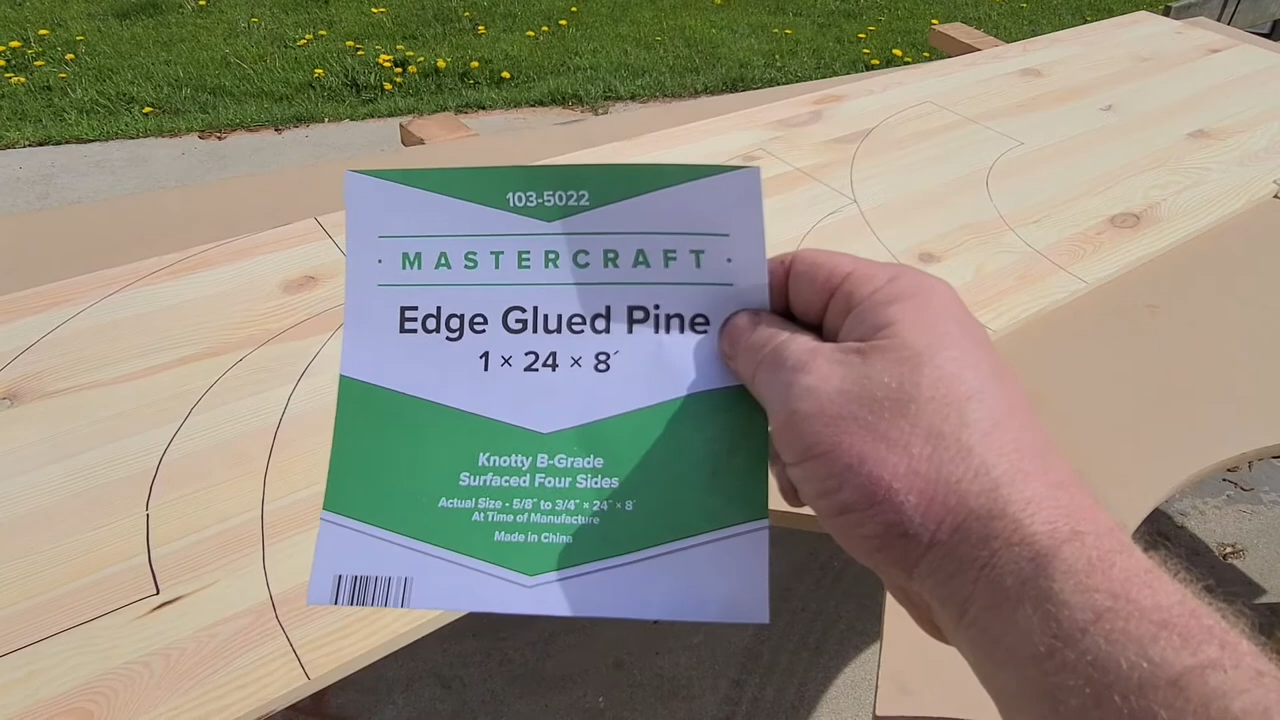 103-5022
· MASTERCRAFT ·
Edge Glued Pine
1 × 24 × 8´
Knotty B-Grade
Surfaced Four Sides
Actual Size - 5/8" to 3/4" × 24" × 8'
At Time of Manufacture
Made in China